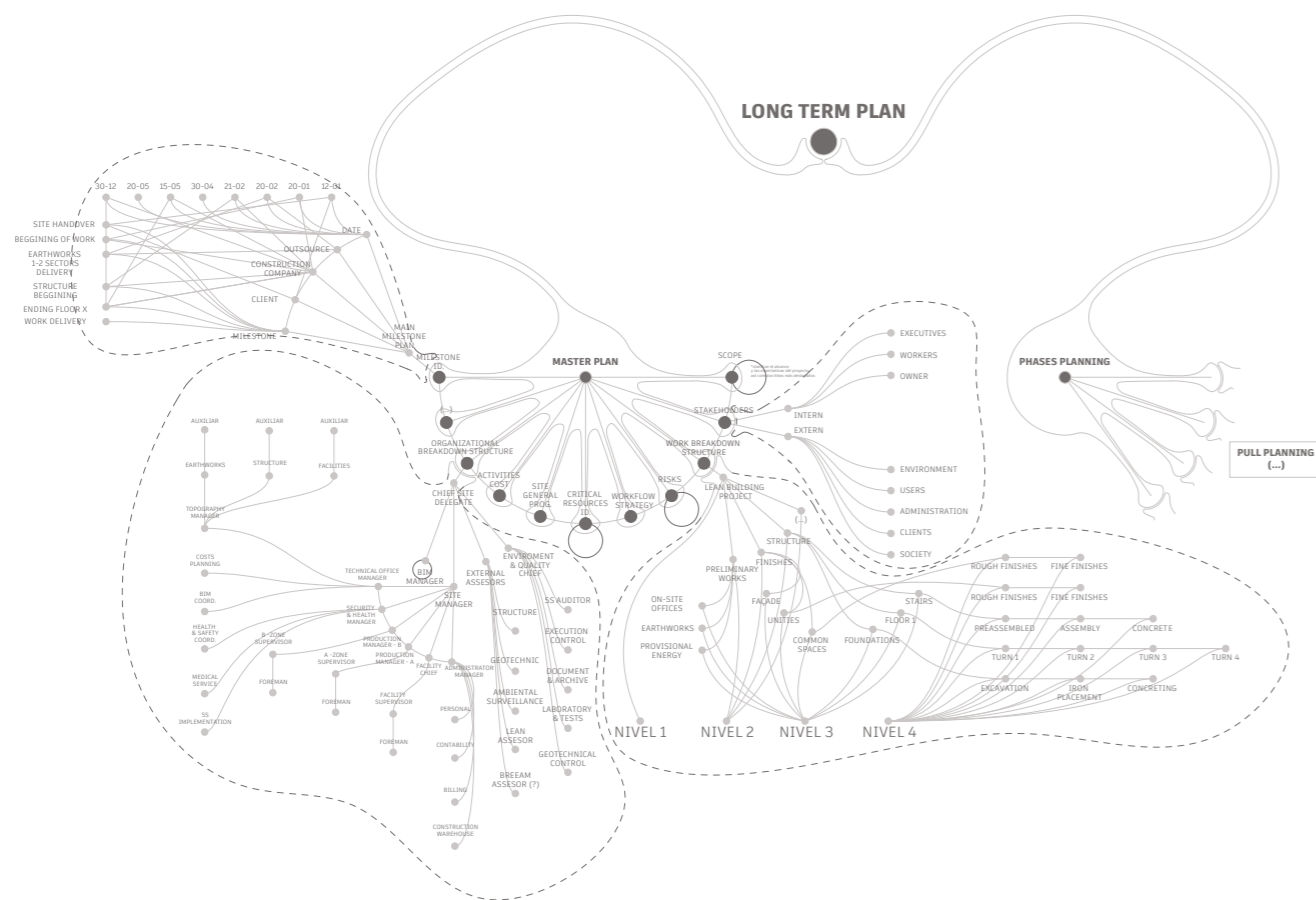 LONG TERM PLAN
30-12 20-05 15-05 30-04 21-02 20-02 20-01 12-01
SITE HANDOVER
BEGGINING OF WORK
EARTHWORKS
1-2 SECTORS
DELIVERY
STRUCTURE
BEGGINING
ENDING FLOOR X
WORK DELIVERY
DATE
OUTSOURCE
CONSTRUCTION
COMPANY
CLIENT
MILESTONE
MAIN
MILESTONE
PLAN
MILESTONE
ID.
MASTER PLAN
SCOPE
PHASES PLANNING
PULL PLANNING
(...)
(...)
ORGANIZATIONAL
BREAKDOWN STRUCTURE
ACTIVITIES
COST
SITE
GENERAL
PROG.
CRITICAL
RESOURCES
ID.
WORKFLOW
STRATEGY
RISKS
WORK BREAKDOWN
STRUCTURE
STAKEHOLDERS
INTERN
EXTERN
EXECUTIVES
WORKERS
OWNER
ENVIRONMENT
USERS
ADMINISTRATION
CLIENTS
SOCIETY
CHIEF SITE
DELEGATE
AUXILIAR
AUXILIAR
AUXILIAR
EARTHWORKS
STRUCTURE
FACILITIES
TOPOGRAPHY
MANAGER
COSTS
PLANNING
BIM
COORD.
HEALTH
& SAFETY
COORD.
MEDICAL
SERVICE
SS
IMPLEMENTATION
TECHNICAL OFFICE
MANAGER
SECURITY
& HEALTH
MANAGER
PRODUCTION
MANAGER - B
PRODUCTION
MANAGER - A
FACILITY
CHIEF
ADMINISTRATOR
MANAGER
BIM
MANAGER
SITE
MANAGER
B -ZONE
SUPERVISOR
FOREMAN
A -ZONE
SUPERVISOR
FOREMAN
FACILITY
SUPERVISOR
FOREMAN
PERSONAL
CONTABILITY
BILLING
CONSTRUCTION
WAREHOUSE
EXTERNAL
ASSESORS
STRUCTURE
GEOTECHNIC
AMBIENTAL
SURVEILLANCE
LEAN
ASSESOR
BREEAM
ASSESOR (?)
ENVIROMENT
& QUALITY
CHIEF
SS AUDITOR
EXECUTION
CONTROL
DOCUMENT
& ARCHIVE
LABORATORY
& TESTS
GEOTECHNICAL
CONTROL
LEAN BUILDING
PROJECT
(...)
STRUCTURE
FINISHES
PRELIMINARY
WORKS
ON-SITE
OFFICES
EARTHWORKS
PROVISIONAL
ENERGY
FAÇADE
UNITIES
COMMON
SPACES
STAIRS
FLOOR 1
FOUNDATIONS
ROUGH FINISHES FINE FINISHES
ROUGH FINISHES FINE FINISHES
PREASSEMBLED ASSEMBLY CONCRETE
TURN 1 TURN 2 TURN 3 TURN 4
EXCAVATION
IRON
PLACEMENT
CONCRETING
NIVEL 1 NIVEL 2 NIVEL 3 NIVEL 4